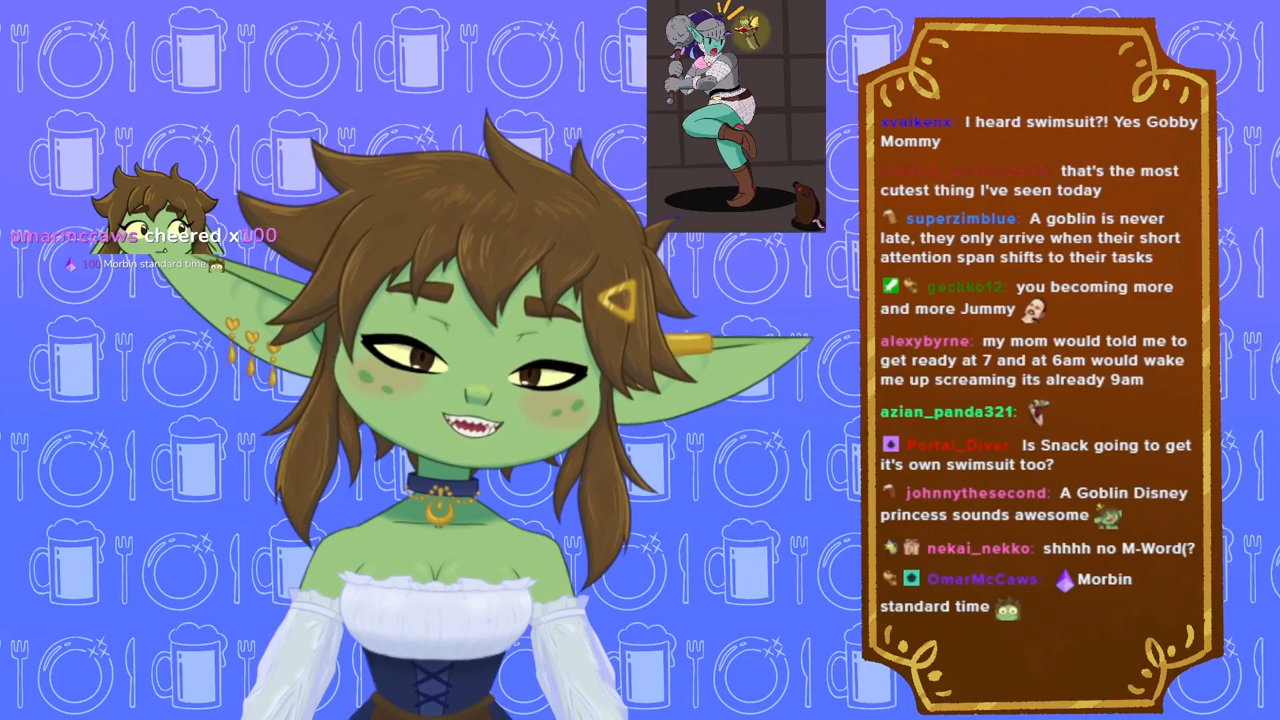 omarmccaws cheered x100
100 Morbin standard time
xyaikenx I heard swimsuit?! Yes Gobby
Mommy
that's the most
cutest thing I've seen today
superzimblue: A goblin is never
late, they only arrive when their short
attention span shifts to their tasks
geckko12: you becoming more
and more Jummy
alexybyrne: my mom would told me to
get ready at 7 and at 6am would wake
me up screaming its already 9am
azian_panda321:
Portal_Diver Is Snack going to get
it's own swimsuit too?
johnnythesecond: A Goblin Disney
princess sounds awesome
nekai_nekko: shhhh no M-Word(?
OmarMcCaws: Morbin
standard time